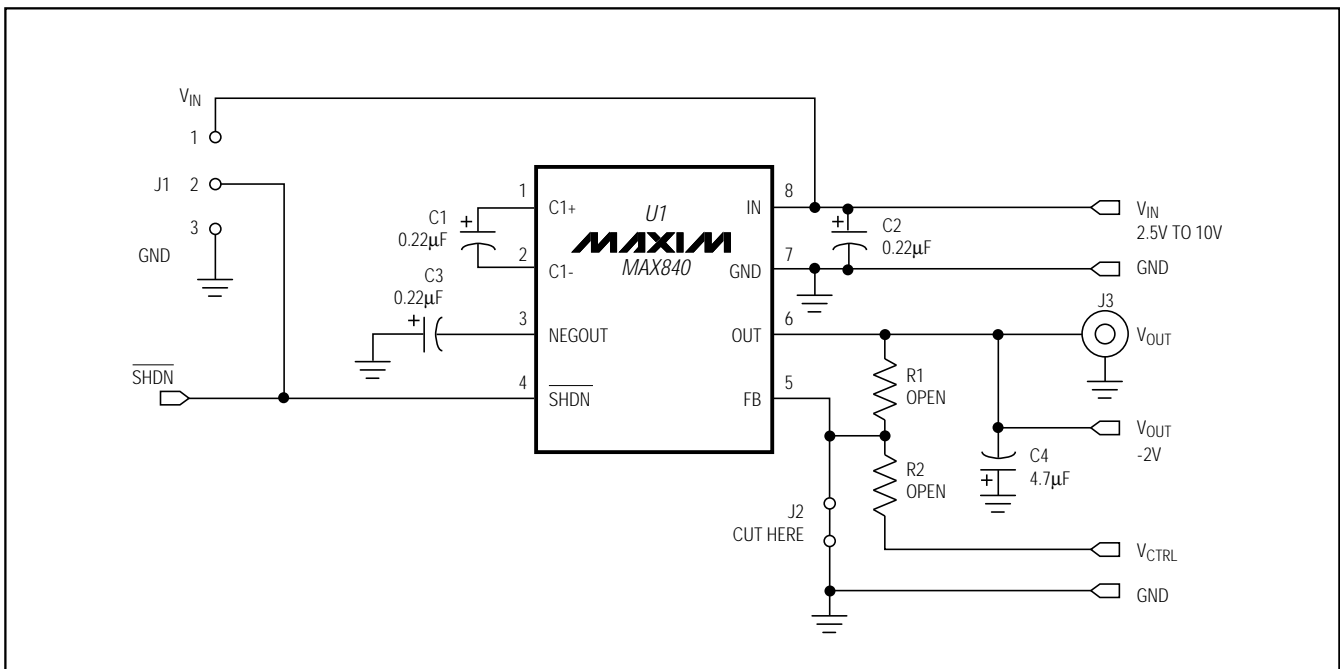 VIN
1
J1 2
3
GND
SHDN
C1
0.22µF
+
C3
0.22µF
+
1
2
3
4
C1+
C1-
NEGOUT
SHDN
U1
MAXIM
MAX840
IN
GND
OUT
FB
8
7
6
5
+
C2
0.22µF
R1
OPEN
R2
OPEN
J2
CUT HERE
C4
4.7µF
+
VIN
2.5V TO 10V
GND
J3
VOUT
VOUT
-2V
VCTRL
GND